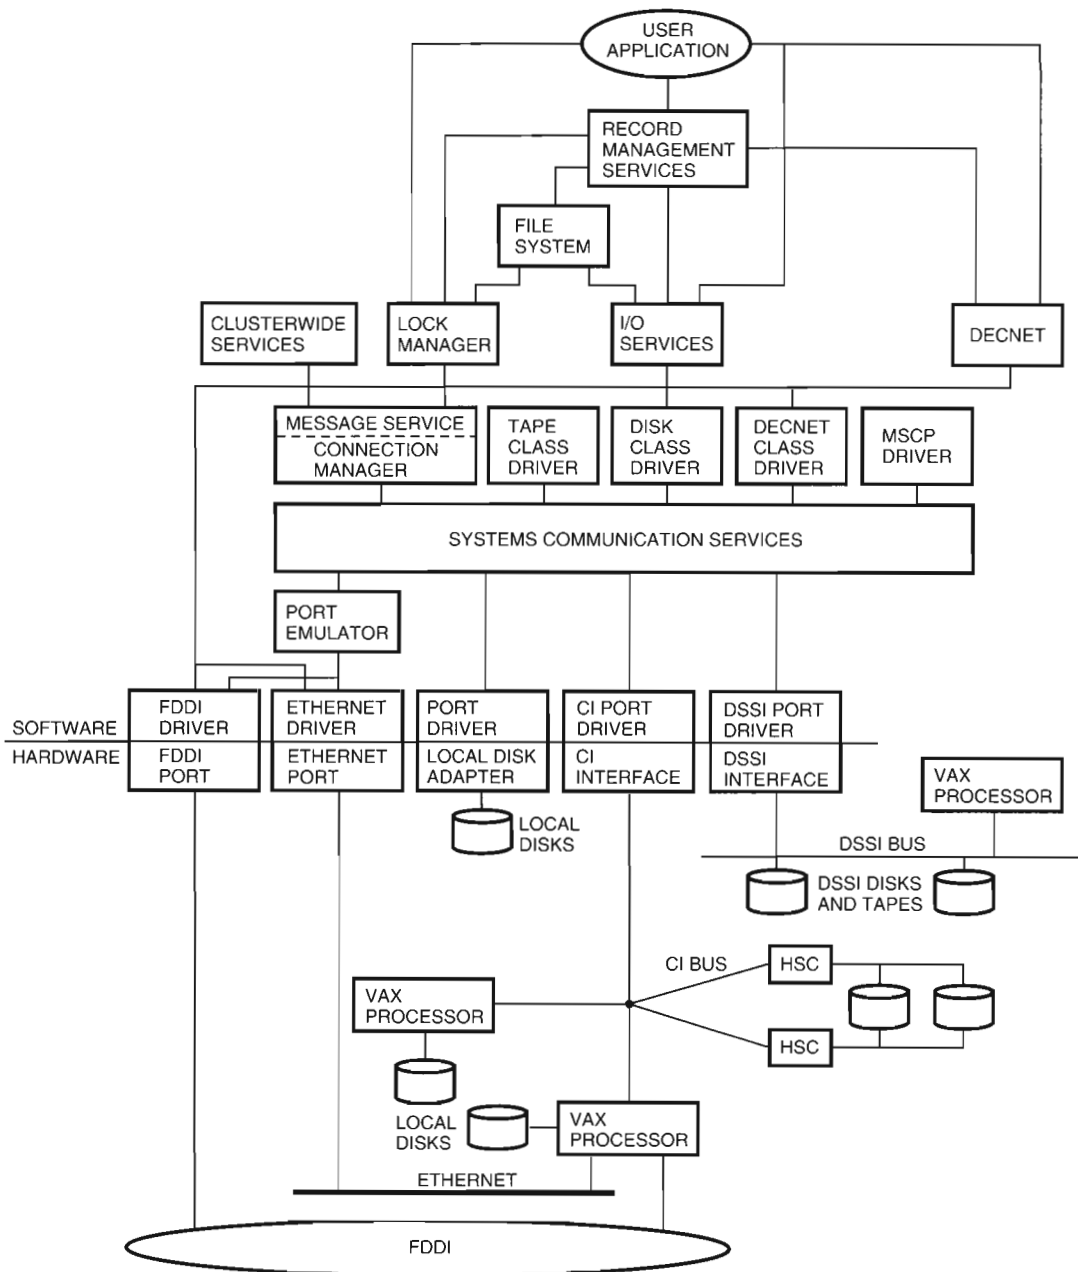 USER
APPLICATION
RECORD
MANAGEMENT
SERVICES
FILE
SYSTEM
CLUSTERWIDE
SERVICES
LOCK
MANAGER
I/O
SERVICES
DECNET
MESSAGE SERVICE
CONNECTION
MANAGER
TAPE
CLASS
DRIVER
DISK
CLASS
DRIVER
DECNET
CLASS
DRIVER
MSCP
DRIVER
SYSTEMS COMMUNICATION SERVICES
PORT
EMULATOR
SOFTWARE
HARDWARE
FDDI
DRIVER
FDDI
PORT
ETHERNET
DRIVER
ETHERNET
PORT
PORT
DRIVER
LOCAL DISK
ADAPTER
CI PORT
DRIVER
CI
INTERFACE
DSSI PORT
DRIVER
DSSI
INTERFACE
VAX
PROCESSOR
LOCAL
DISKS
DSSI BUS
DSSI DISKS
AND TAPES
CI BUS
HSC
HSC
VAX
PROCESSOR
LOCAL
DISKS
VAX
PROCESSOR
ETHERNET
FDDI